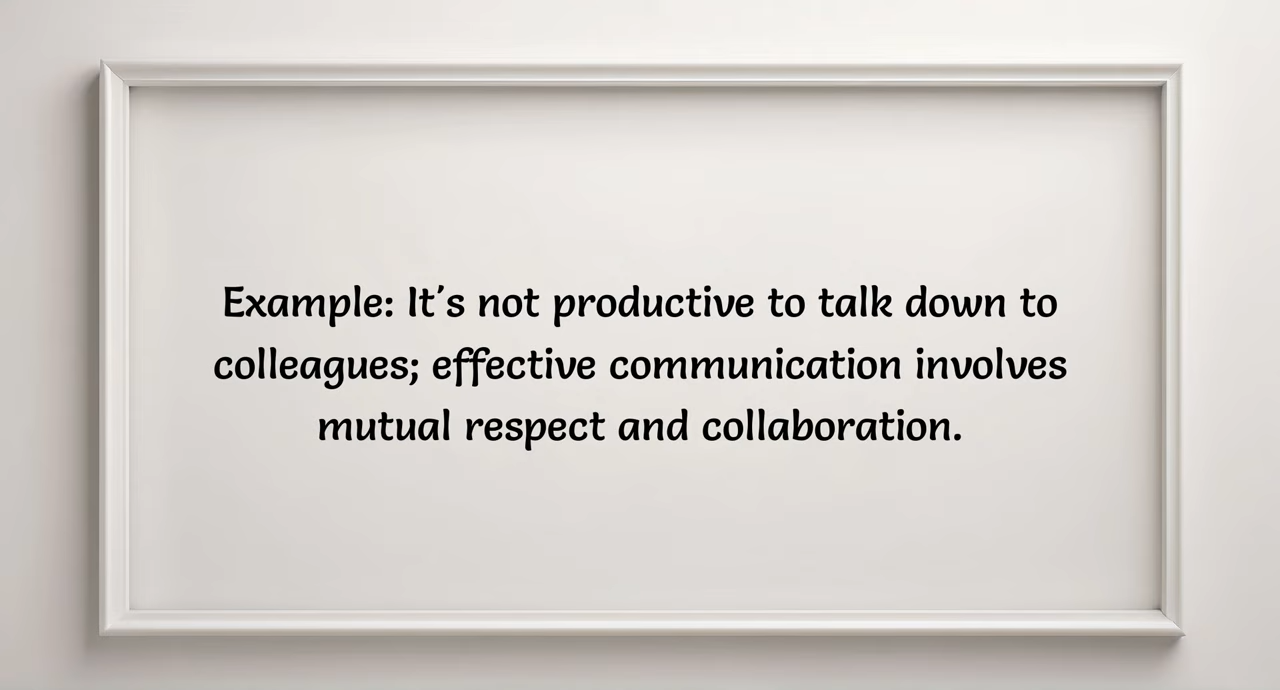 Example: It's not productive to talk down to
colleagues; effective communication involves
mutual respect and collaboration.